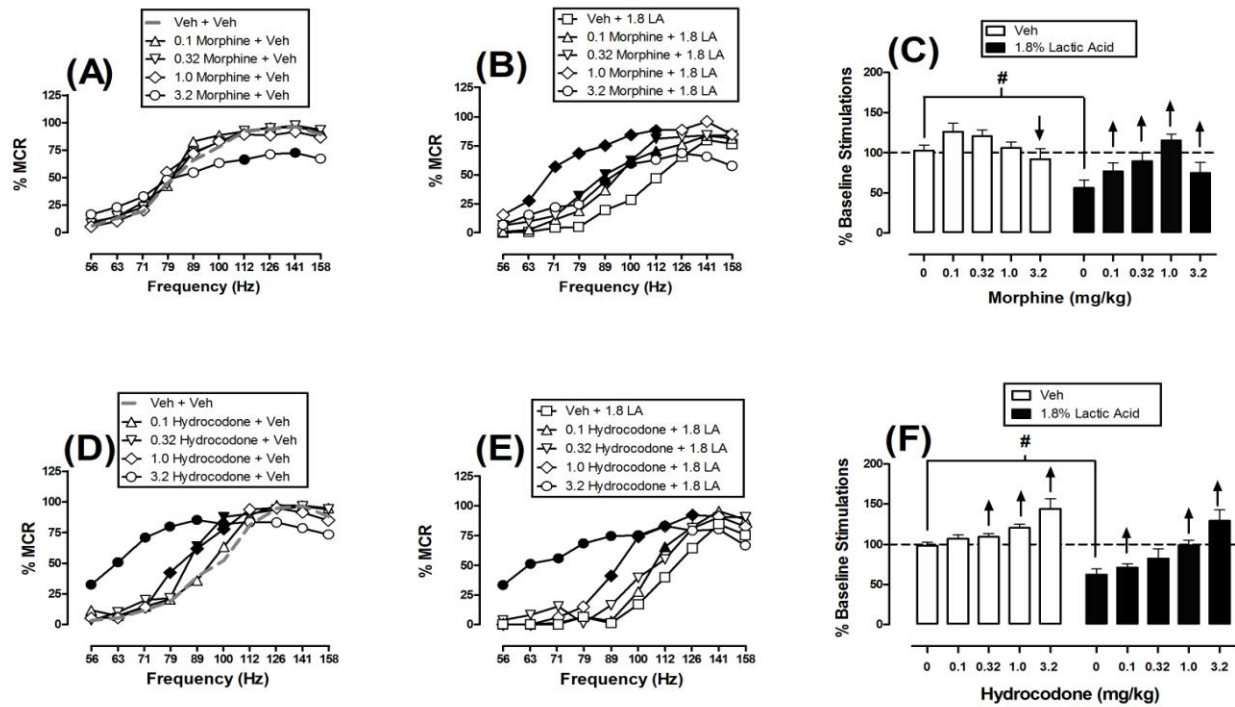 (A)
Veh + Veh
0.1 Morphine + Veh
0.32 Morphine + Veh
1.0 Morphine + Veh
3.2 Morphine + Veh
% MCR
125
100
75
50
25
0
56 63 71 79 89 100 112 126 141 158
Frequency (Hz)
(B)
Veh + 1.8 LA
0.1 Morphine + 1.8 LA
0.32 Morphine + 1.8 LA
1.0 Morphine + 1.8 LA
3.2 Morphine + 1.8 LA
% MCR
125
100
75
50
25
0
56 63 71 79 89 100 112 126 141 158
Frequency (Hz)
(C)
Veh
1.8% Lactic Acid
% Baseline Stimulations
200
150
100
50
0
#
0 0.1 0.32 1.0 3.2 0 0.1 0.32 1.0 3.2
Morphine (mg/kg)
(D)
Veh + Veh
0.1 Hydrocodone + Veh
0.32 Hydrocodone + Veh
1.0 Hydrocodone + Veh
3.2 Hydrocodone + Veh
% MCR
125
100
75
50
25
0
56 63 71 79 89 100 112 126 141 158
Frequency (Hz)
(E)
Veh + 1.8 LA
0.1 Hydrocodone + 1.8 LA
0.32 Hydrocodone + 1.8 LA
1.0 Hydrocodone + 1.8 LA
3.2 Hydrocodone + 1.8 LA
% MCR
125
100
75
50
25
0
56 63 71 79 89 100 112 126 141 158
Frequency (Hz)
(F)
Veh
1.8% Lactic Acid
% Baseline Stimulations
200
150
100
50
0
#
0 0.1 0.32 1.0 3.2 0 0.1 0.32 1.0 3.2
Hydrocodone (mg/kg)